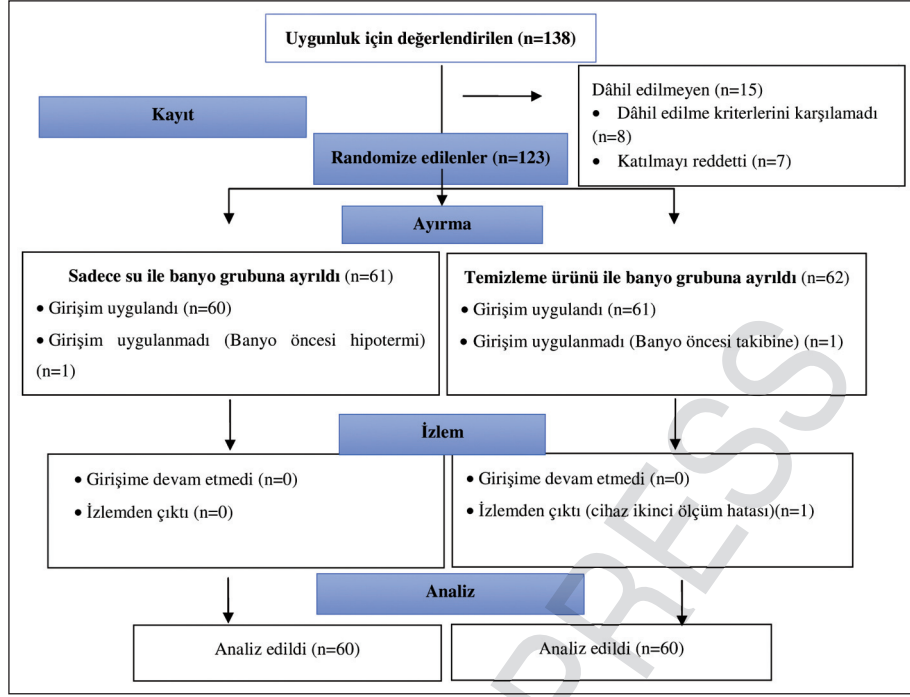 Uygunluk için değerlendirilen (n=138)
Dâhil edilmeyen (n=15)
• Dâhil edilme kriterlerini karşılamadı
(n=8)
• Katılmayı reddetti (n=7)
Kayıt
Randomize edilenler (n=123)
Ayırma
Sadece su ile banyo grubuna ayrıldı (n=61)
• Girişim uygulandı (n=60)
• Girişim uygulanmadı (Banyo öncesi hipotermi)
(n=1)
Temizleme ürünü ile banyo grubuna ayrıldı (n=62)
• Girişim uygulandı (n=61)
• Girişim uygulanmadı (Banyo öncesi takibine) (n=1)
İzlem
• Girişime devam etmedi (n=0)
• İzlemden çıktı (n=0)
• Girişime devam etmedi (n=0)
• İzlemden çıktı (cihaz ikinci ölçüm hatası)(n=1)
Analiz
Analiz edildi (n=60)
Analiz edildi (n=60)
PRESS